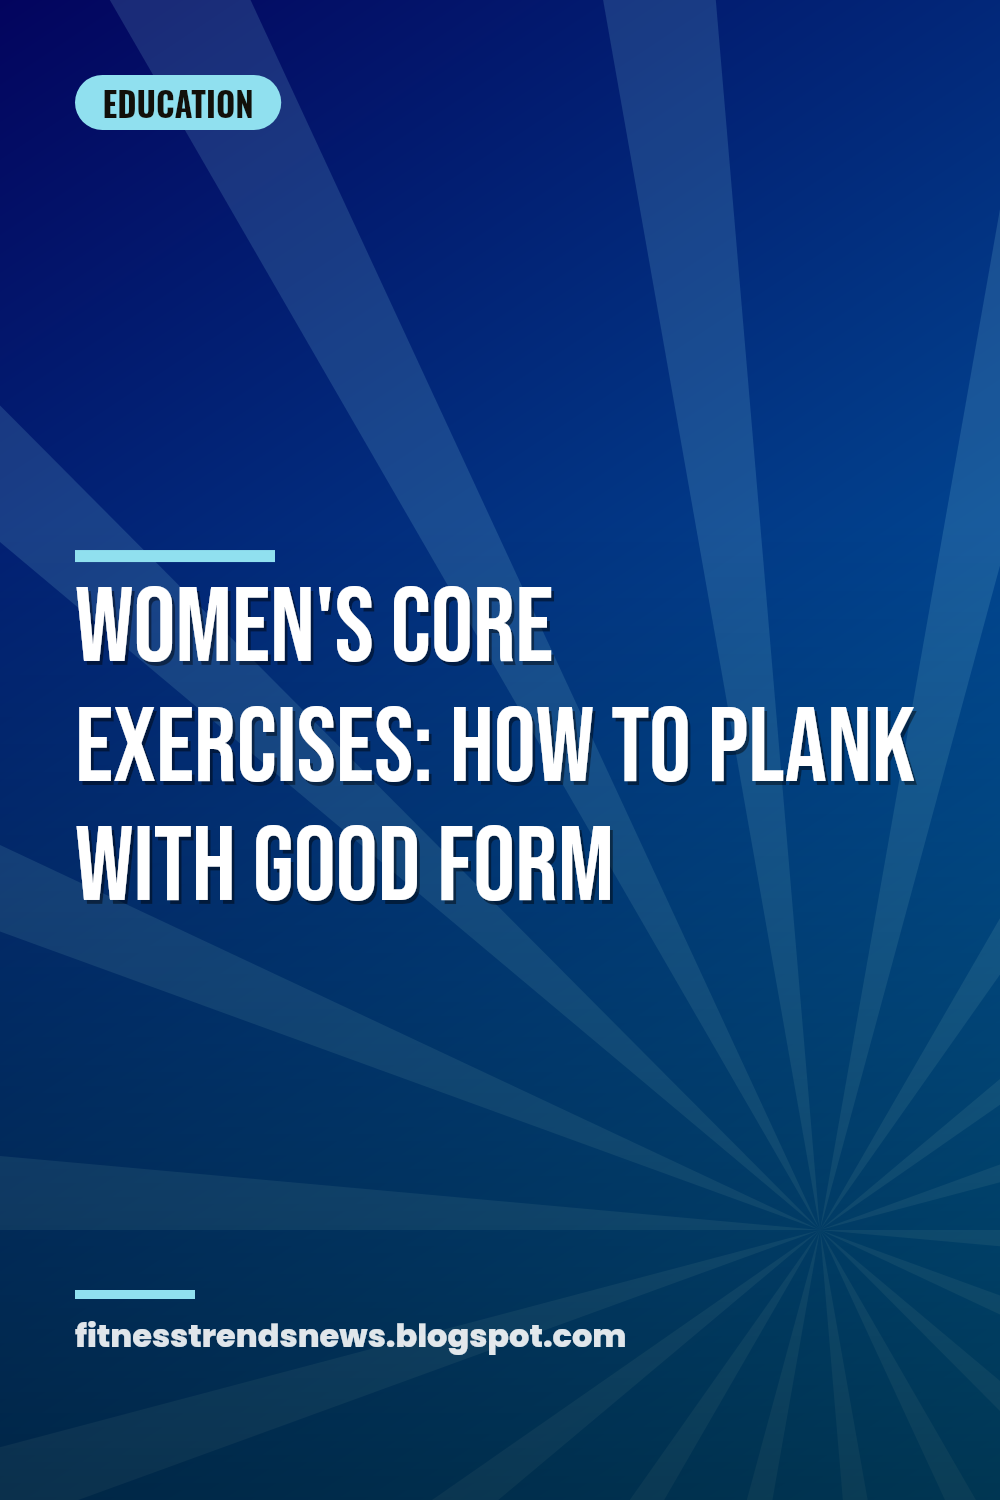 EDUCATION
WOMEN'S CORE
EXERCISES: HOW TO PLANK
WITH GOOD FORM
fitnesstrendsnews.blogspot.com